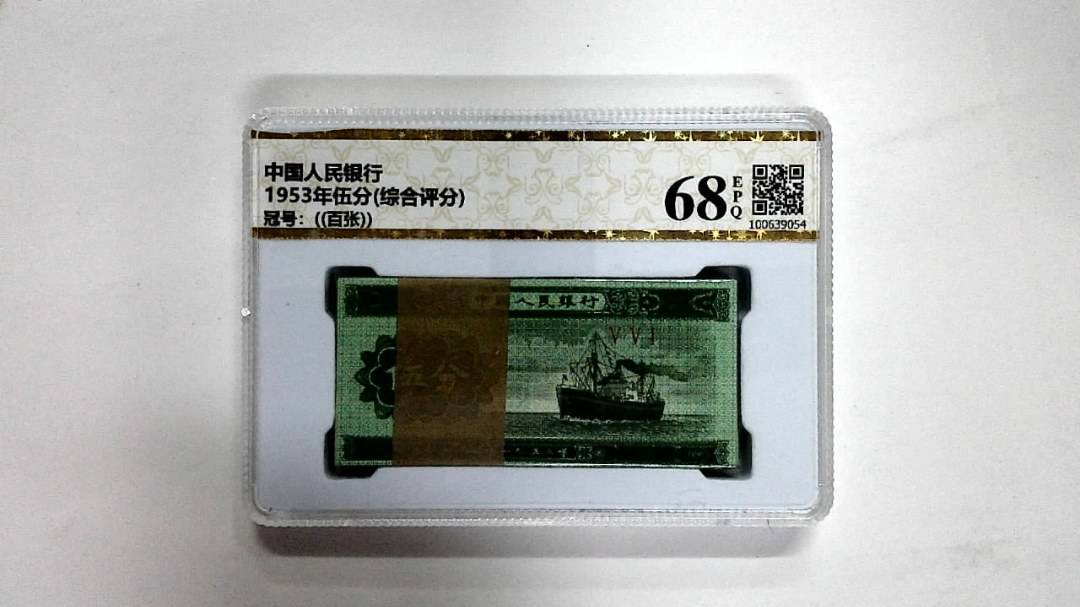 中国人民银行
1953年伍分(综合评分)
冠号：((百张))
68
EPQ
100639054
中国人民银行
V V I
伍分